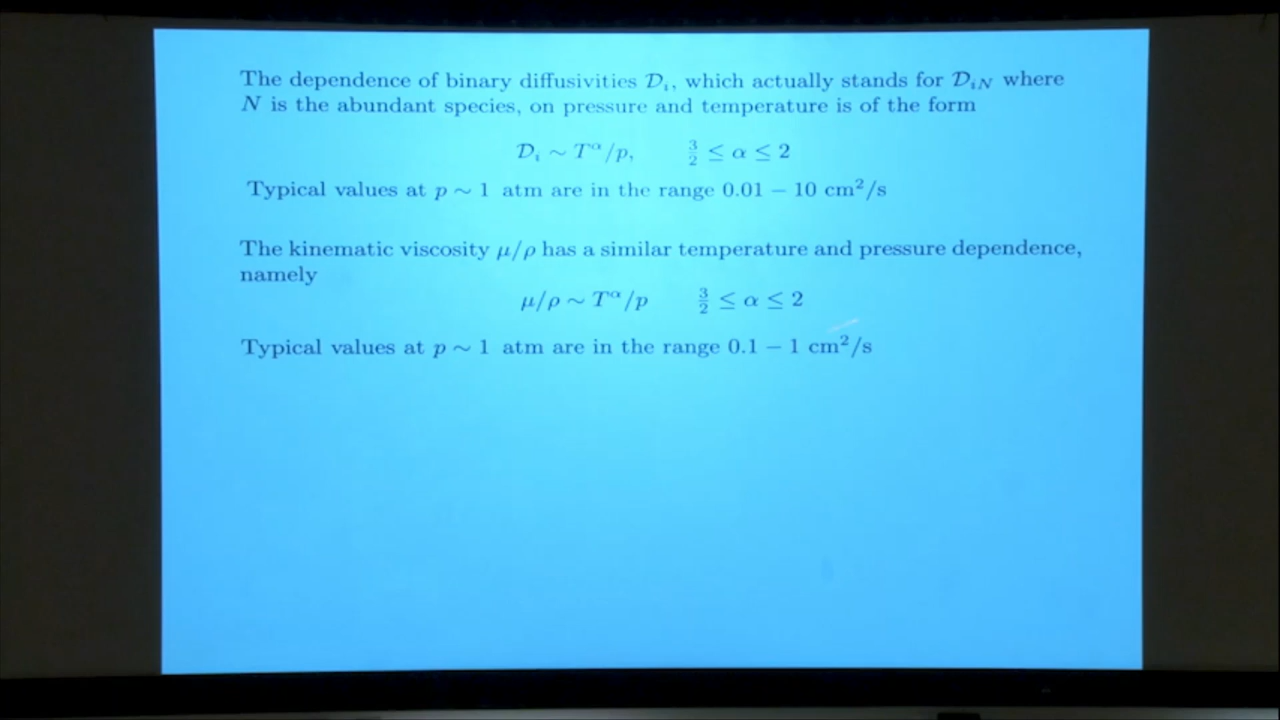 The dependence of binary diffusivities 𝒟ᵢ, which actually stands for 𝒟ᵢN where
N is the abundant species, on pressure and temperature is of the form
𝒟ᵢ ∼ T^α/p, 3/2 ≤ α ≤ 2
Typical values at p ∼ 1 atm are in the range 0.01 − 10 cm²/s
The kinematic viscosity μ/ρ has a similar temperature and pressure dependence,
namely
μ/ρ ∼ T^α/p 3/2 ≤ α ≤ 2
Typical values at p ∼ 1 atm are in the range 0.1 − 1 cm²/s